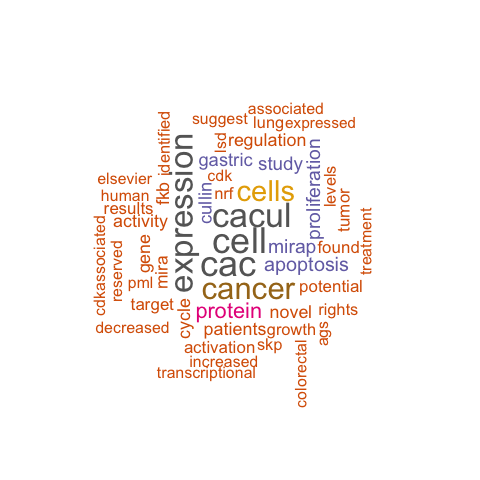 associated
suggest
lung
expressed
identified
lsd
regulation
expression
gastric
study
proliferation
elsevier
cdk
levels
human
fkb
cullin
nrf
cells
tumor
results
cacul
activity
cell
mirap
found
treatment
cdkassociated
reserved
gene
mira
cac
apoptosis
pml
cancer
potential
target
cycle
protein
novel
rights
decreased
patients
growth
ags
activation
skp
increased
transcriptional
colorectal